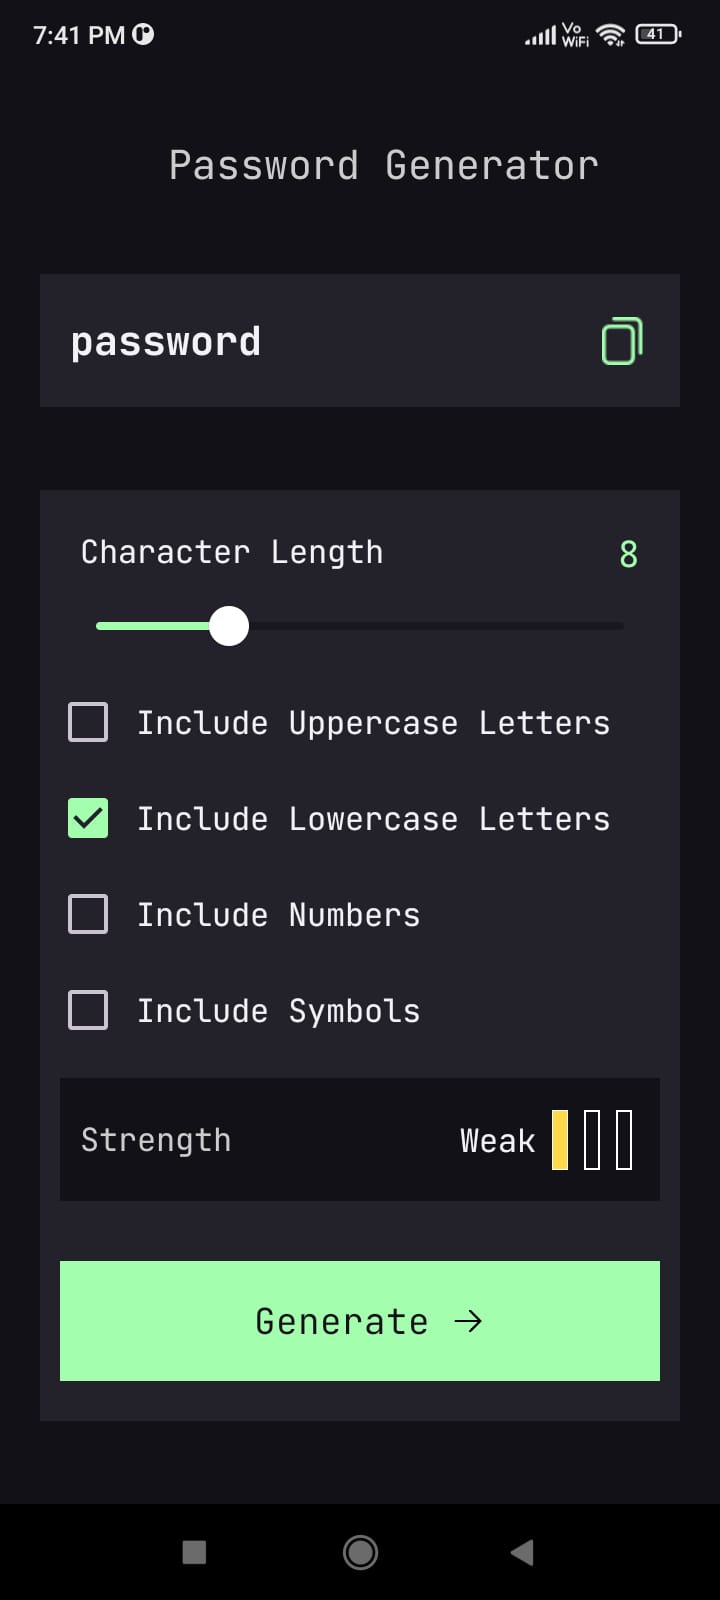 7:41 PM
Vo
WiFi
41
Password Generator
password
Character Length 8
Include Uppercase Letters
Include Lowercase Letters
Include Numbers
Include Symbols
Strength Weak
Generate →